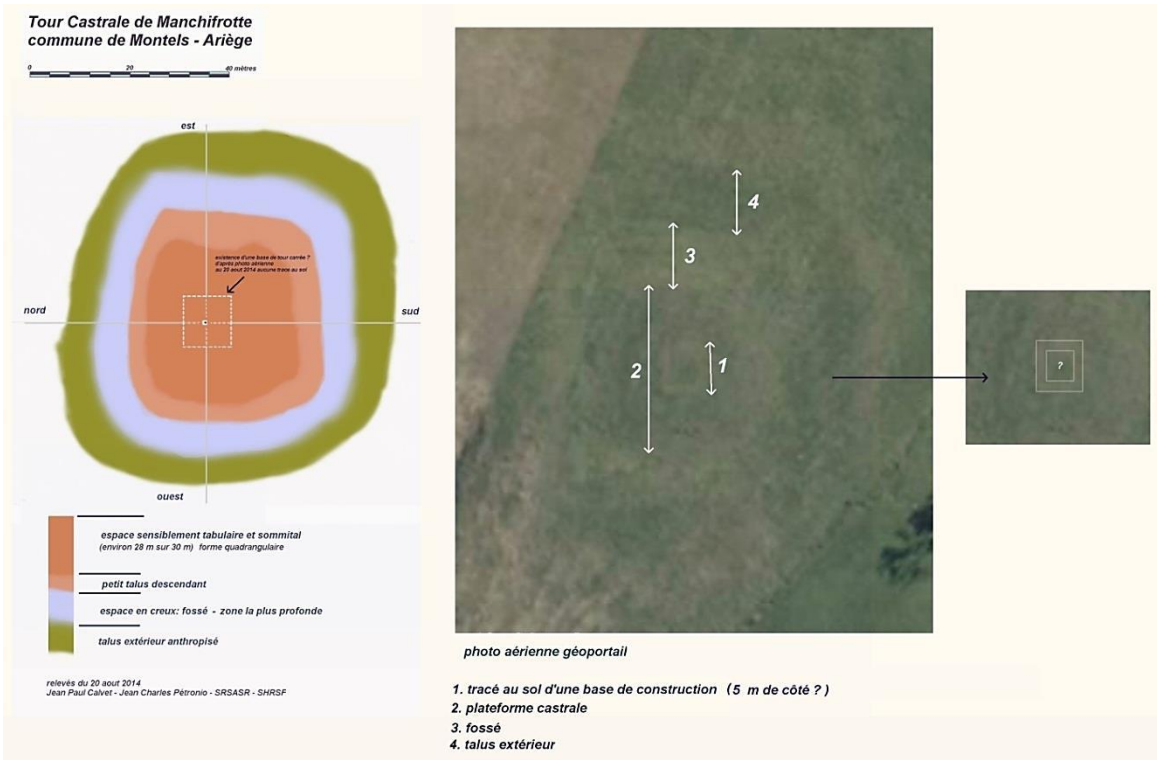 Tour Castrale de Manchifrotte
commune de Montels - Ariège
0 20 40 mètres
est
existence d'une base de tour carrée ?
d'après photo aérienne
au 20 aout 2014 aucune trace au sol
nord
sud
ouest
espace sensiblement tabulaire et sommital
(environ 28 m sur 30 m) forme quadrangulaire
petit talus descendant
espace en creux: fossé - zone la plus profonde
talus extérieur anthropisé
relevés du 20 aout 2014
Jean Paul Calvet - Jean Charles Pétronio - SRSASR - SHRSF
4
3
2
1
?
photo aérienne géoportail
1. tracé au sol d'une base de construction (5 m de côté ?)
2. plateforme castrale
3. fossé
4. talus extérieur